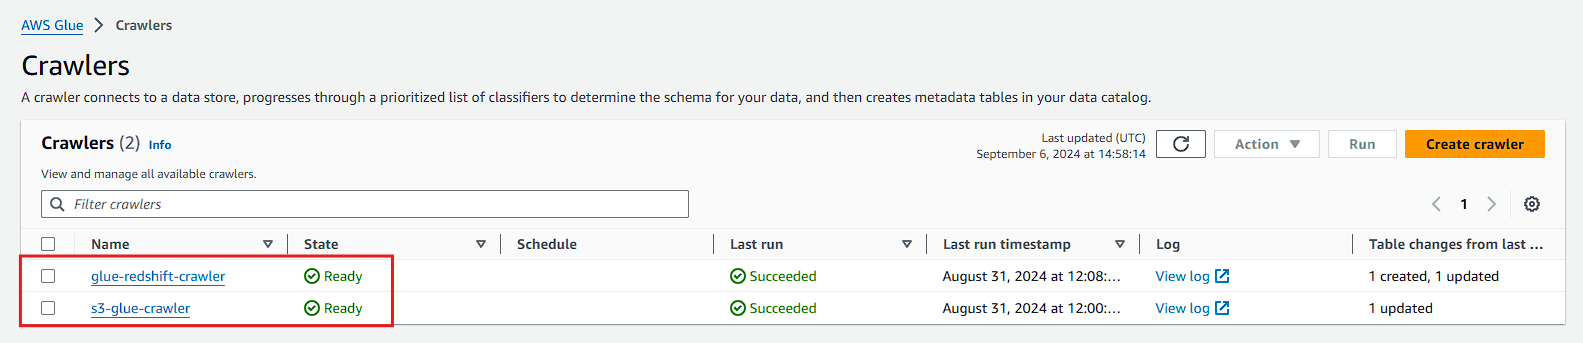 AWS Glue > Crawlers
Crawlers
A crawler connects to a data store, progresses through a prioritized list of classifiers to determine the schema for your data, and then creates metadata tables in your data catalog.
Crawlers (2) Info
Last updated (UTC)
September 6, 2024 at 14:58:14
Action
Run
Create crawler
View and manage all available crawlers.
Filter crawlers
1
Name State Schedule Last run Last run timestamp Log Table changes from last ...
glue-redshift-crawler Ready Succeeded August 31, 2024 at 12:08:... View log 1 created, 1 updated
s3-glue-crawler Ready Succeeded August 31, 2024 at 12:00:... View log 1 updated